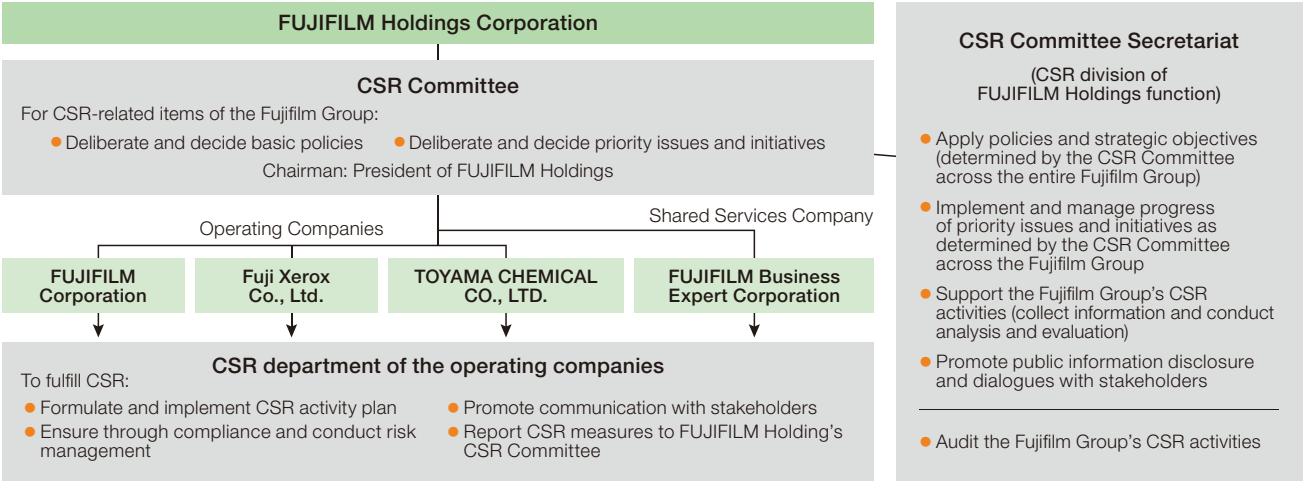 FUJIFILM Holdings Corporation
CSR Committee
For CSR-related items of the Fujifilm Group:
● Deliberate and decide basic policies ● Deliberate and decide priority issues and initiatives
Chairman: President of FUJIFILM Holdings
Operating Companies
Shared Services Company
FUJIFILM
Corporation
Fuji Xerox
Co., Ltd.
TOYAMA CHEMICAL
CO., LTD.
FUJIFILM Business
Expert Corporation
CSR department of the operating companies
To fulfill CSR:
● Formulate and implement CSR activity plan
● Ensure through compliance and conduct risk
management
● Promote communication with stakeholders
● Report CSR measures to FUJIFILM Holding's
CSR Committee
CSR Committee Secretariat
(CSR division of
FUJIFILM Holdings function)
● Apply policies and strategic objectives
(determined by the CSR Committee
across the entire Fujifilm Group)
● Implement and manage progress
of priority issues and initiatives as
determined by the CSR Committee
across the Fujifilm Group
● Support the Fujifilm Group's CSR
activities (collect information and conduct
analysis and evaluation)
● Promote public information disclosure
and dialogues with stakeholders
● Audit the Fujifilm Group's CSR activities